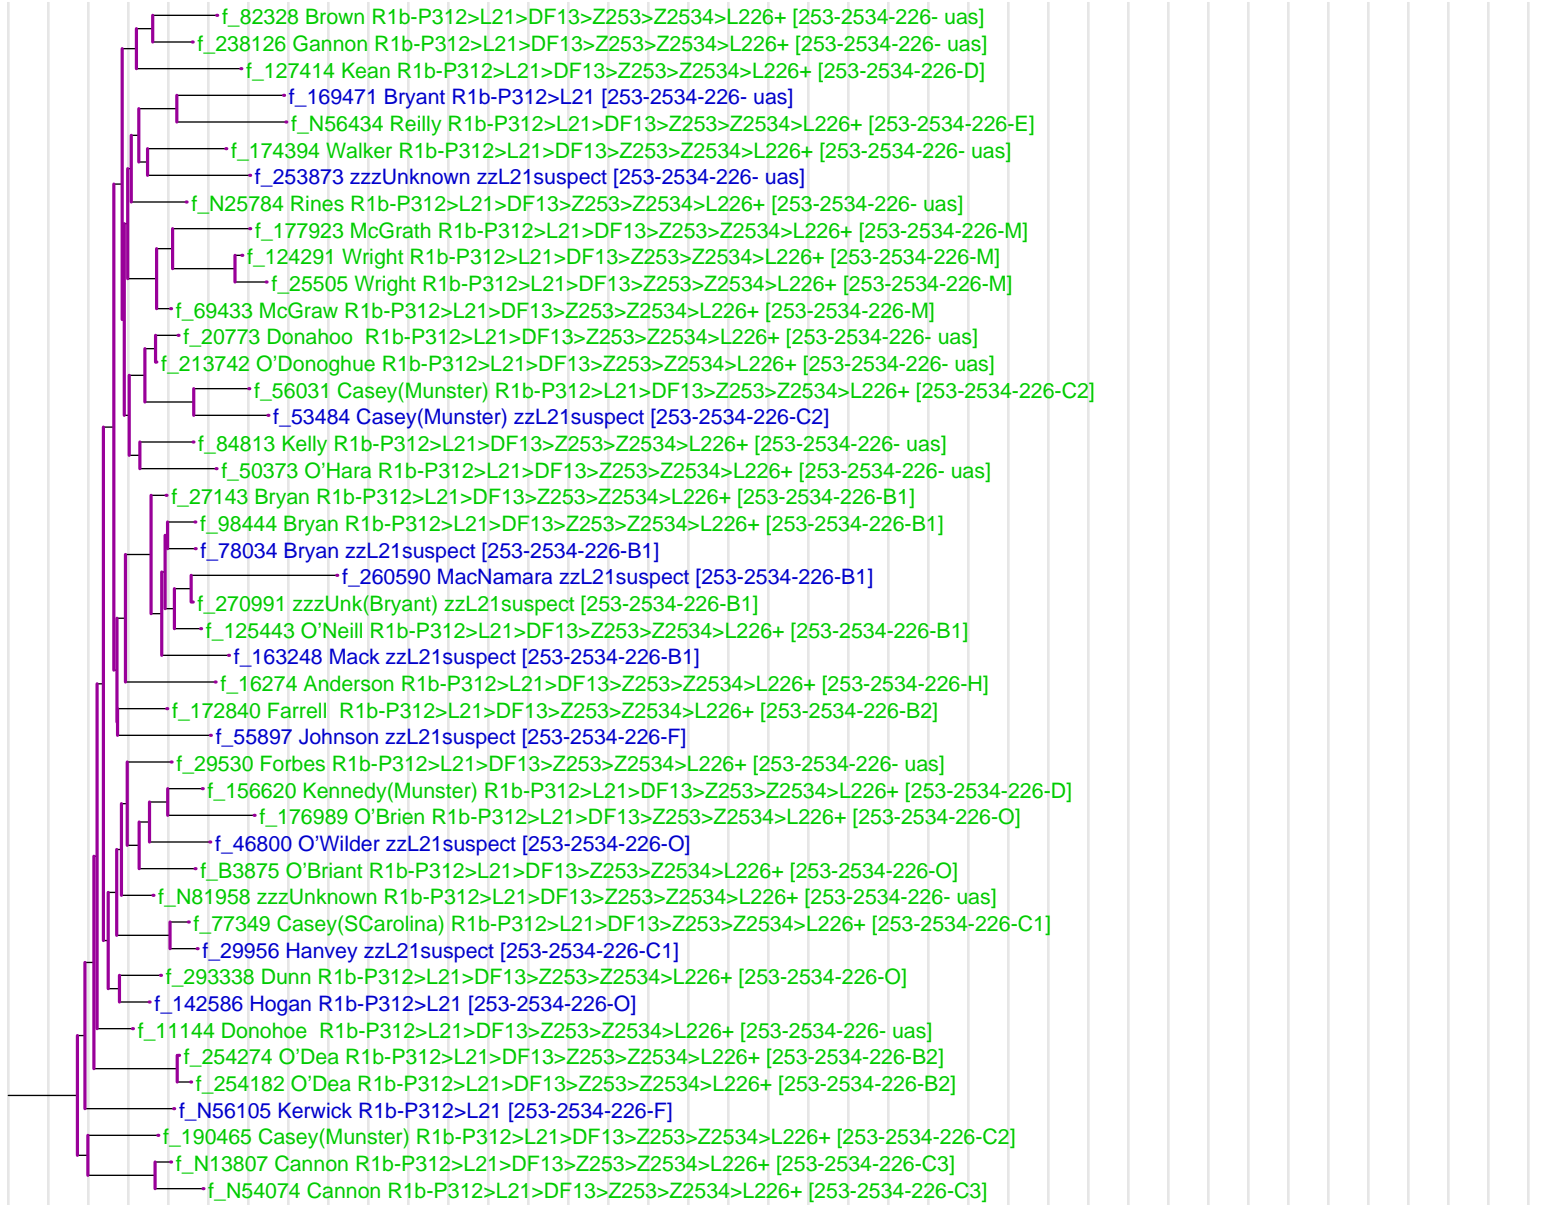 f_82328 Brown R1b-P312>L21>DF13>Z253>Z2534>L226+ [253-2534-226- uas]
f_238126 Gannon R1b-P312>L21>DF13>Z253>Z2534>L226+ [253-2534-226- uas]
f_127414 Kean R1b-P312>L21>DF13>Z253>Z2534>L226+ [253-2534-226-D]
f_169471 Bryant R1b-P312>L21 [253-2534-226- uas]
f_N56434 Reilly R1b-P312>L21>DF13>Z253>Z2534>L226+ [253-2534-226-E]
f_174394 Walker R1b-P312>L21>DF13>Z253>Z2534>L226+ [253-2534-226- uas]
f_253873 zzzUnknown zzL21suspect [253-2534-226- uas]
f_N25784 Rines R1b-P312>L21>DF13>Z253>Z2534>L226+ [253-2534-226- uas]
f_177923 McGrath R1b-P312>L21>DF13>Z253>Z2534>L226+ [253-2534-226-M]
f_124291 Wright R1b-P312>L21>DF13>Z253>Z2534>L226+ [253-2534-226-M]
f_25505 Wright R1b-P312>L21>DF13>Z253>Z2534>L226+ [253-2534-226-M]
f_69433 McGraw R1b-P312>L21>DF13>Z253>Z2534>L226+ [253-2534-226-M]
f_20773 Donahoo  R1b-P312>L21>DF13>Z253>Z2534>L226+ [253-2534-226- uas]
f_213742 O'Donoghue R1b-P312>L21>DF13>Z253>Z2534>L226+ [253-2534-226- uas]
f_56031 Casey(Munster) R1b-P312>L21>DF13>Z253>Z2534>L226+ [253-2534-226-C2]
f_53484 Casey(Munster) zzL21suspect [253-2534-226-C2]
f_84813 Kelly R1b-P312>L21>DF13>Z253>Z2534>L226+ [253-2534-226- uas]
f_50373 O'Hara R1b-P312>L21>DF13>Z253>Z2534>L226+ [253-2534-226- uas]
f_27143 Bryan R1b-P312>L21>DF13>Z253>Z2534>L226+ [253-2534-226-B1]
f_98444 Bryan R1b-P312>L21>DF13>Z253>Z2534>L226+ [253-2534-226-B1]
f_78034 Bryan zzL21suspect [253-2534-226-B1]
f_260590 MacNamara zzL21suspect [253-2534-226-B1]
f_270991 zzzUnk(Bryant) zzL21suspect [253-2534-226-B1]
f_125443 O'Neill R1b-P312>L21>DF13>Z253>Z2534>L226+ [253-2534-226-B1]
f_163248 Mack zzL21suspect [253-2534-226-B1]
f_16274 Anderson R1b-P312>L21>DF13>Z253>Z2534>L226+ [253-2534-226-H]
f_172840 Farrell  R1b-P312>L21>DF13>Z253>Z2534>L226+ [253-2534-226-B2]
f_55897 Johnson zzL21suspect [253-2534-226-F]
f_29530 Forbes R1b-P312>L21>DF13>Z253>Z2534>L226+ [253-2534-226- uas]
f_156620 Kennedy(Munster) R1b-P312>L21>DF13>Z253>Z2534>L226+ [253-2534-226-D]
f_176989 O'Brien R1b-P312>L21>DF13>Z253>Z2534>L226+ [253-2534-226-O]
f_46800 O'Wilder zzL21suspect [253-2534-226-O]
f_B3875 O'Briant R1b-P312>L21>DF13>Z253>Z2534>L226+ [253-2534-226-O]
f_N81958 zzzUnknown R1b-P312>L21>DF13>Z253>Z2534>L226+ [253-2534-226- uas]
f_77349 Casey(SCarolina) R1b-P312>L21>DF13>Z253>Z2534>L226+ [253-2534-226-C1]
f_29956 Hanvey zzL21suspect [253-2534-226-C1]
f_293338 Dunn R1b-P312>L21>DF13>Z253>Z2534>L226+ [253-2534-226-O]
f_142586 Hogan R1b-P312>L21 [253-2534-226-O]
f_11144 Donohoe  R1b-P312>L21>DF13>Z253>Z2534>L226+ [253-2534-226- uas]
f_254274 O'Dea R1b-P312>L21>DF13>Z253>Z2534>L226+ [253-2534-226-B2]
f_254182 O'Dea R1b-P312>L21>DF13>Z253>Z2534>L226+ [253-2534-226-B2]
f_N56105 Kerwick R1b-P312>L21 [253-2534-226-F]
f_190465 Casey(Munster) R1b-P312>L21>DF13>Z253>Z2534>L226+ [253-2534-226-C2]
f_N13807 Cannon R1b-P312>L21>DF13>Z253>Z2534>L226+ [253-2534-226-C3]
f_N54074 Cannon R1b-P312>L21>DF13>Z253>Z2534>L226+ [253-2534-226-C3]